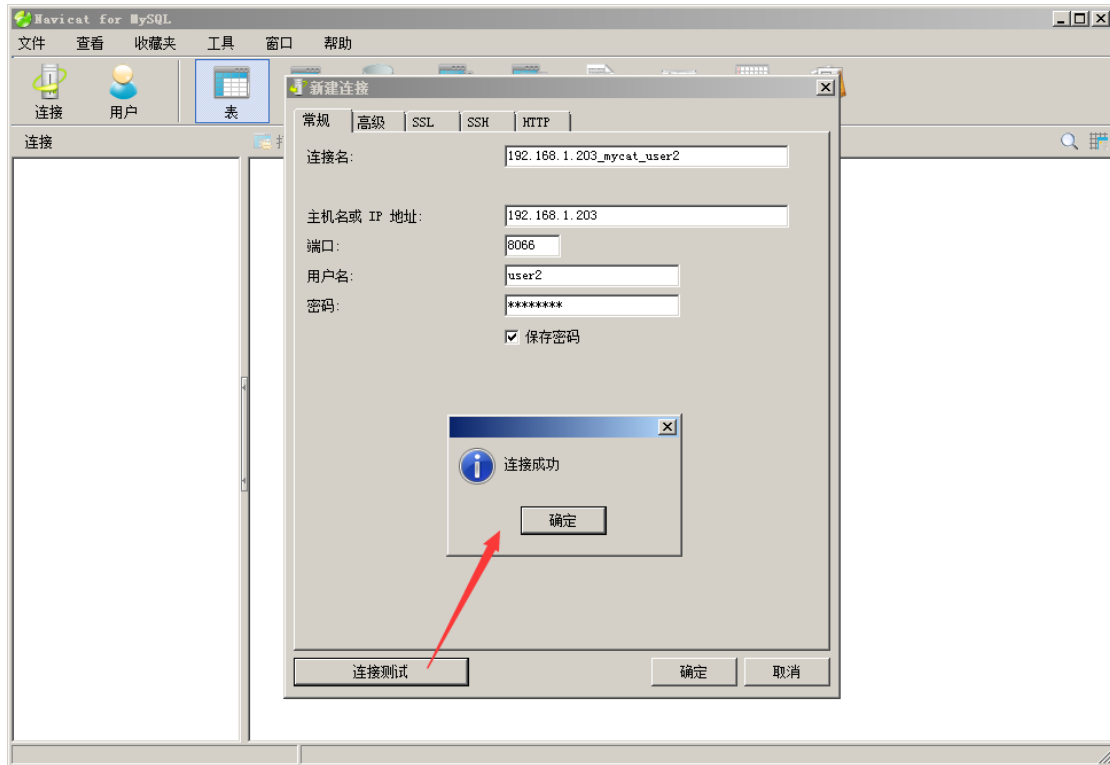 Navicat for MySQL
文件 查看 收藏夹 工具 窗口 帮助
连接 用户 表
新建连接
连接
常规 高级 SSL SSH HTTP
连接名: 192.168.1.203_mycat_user2
主机名或 IP 地址: 192.168.1.203
端口: 8066
用户名: user2
密码: ********
保存密码
连接成功
确定
连接测试 确定 取消